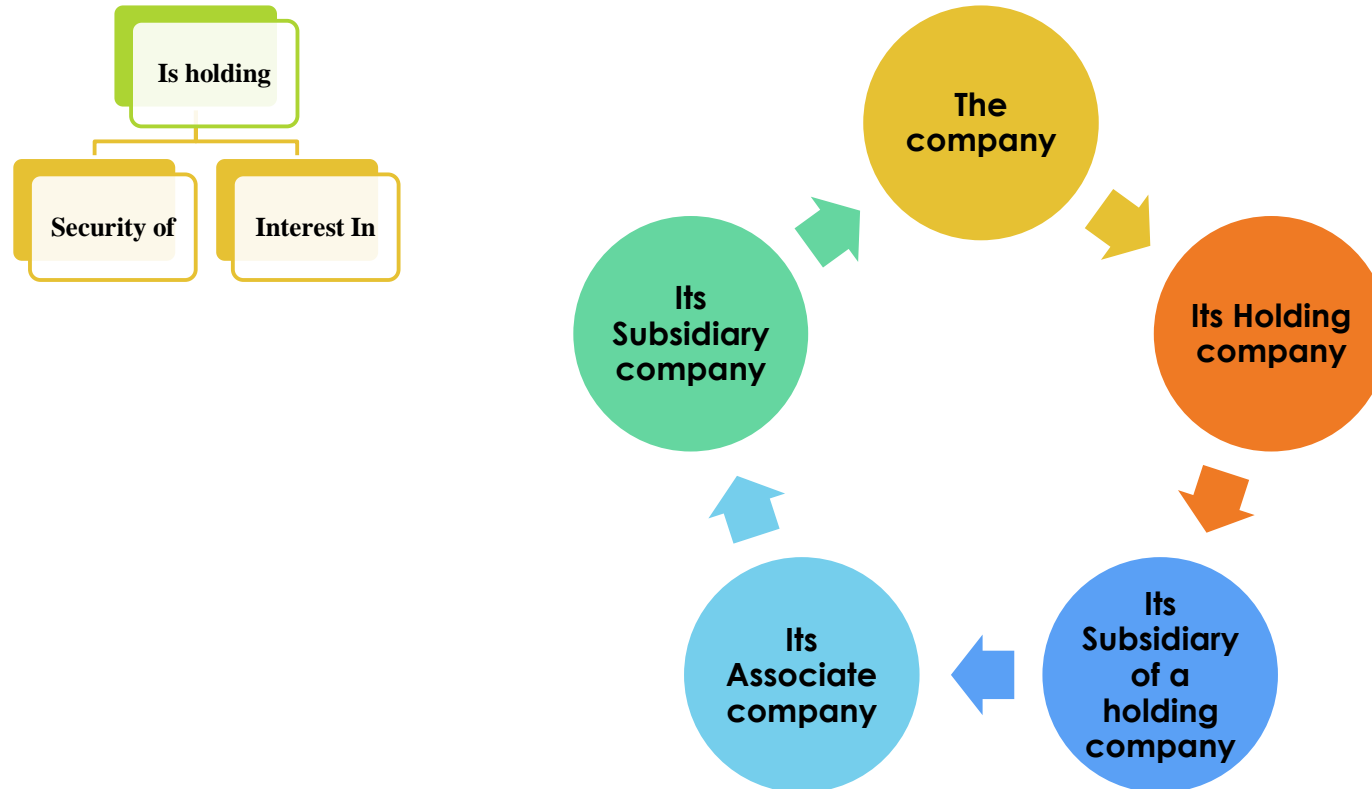 Is holding
Security of
Interest In
The
company
Its Holding
company
Its
Subsidiary
of a
holding
company
Its
Associate
company
Its
Subsidiary
company